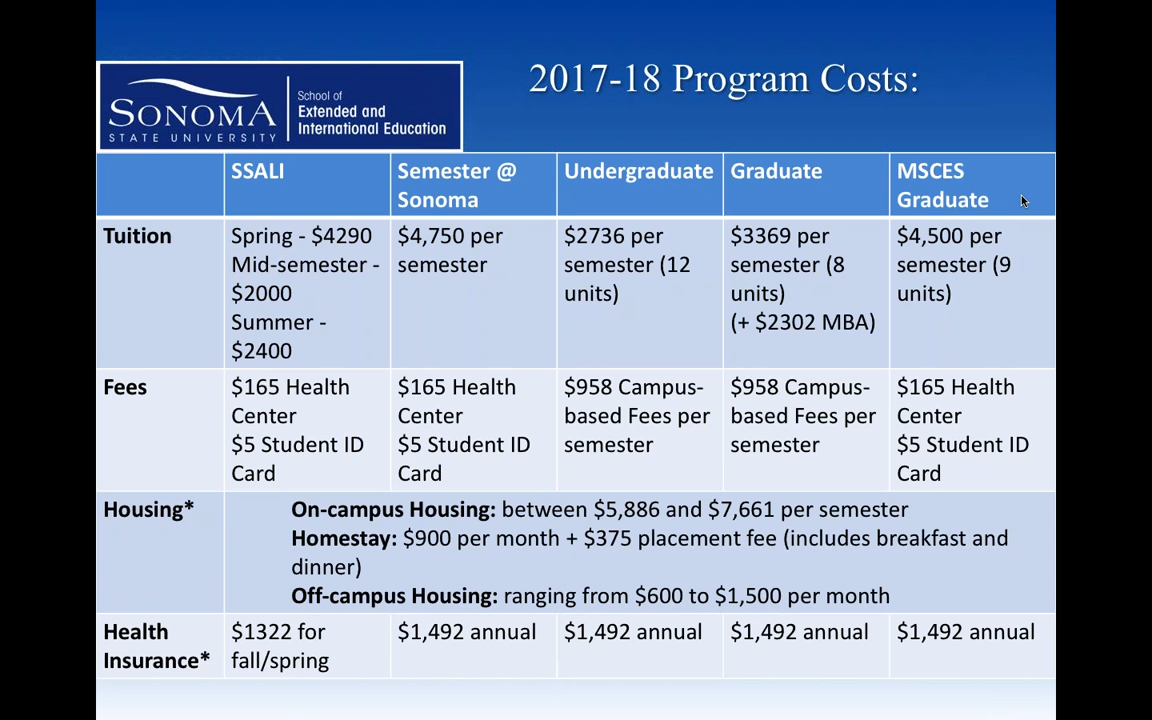 2017-18 Program Costs:
SONOMA
STATE UNIVERSITY
School of
Extended and
International Education
SSALI
Semester @
Sonoma
Undergraduate
Graduate
MSCES
Graduate
Tuition
Spring - $4290
Mid-semester -
$2000
Summer -
$2400
$4,750 per
semester
$2736 per
semester (12
units)
$3369 per
semester (8
units)
(+ $2302 MBA)
$4,500 per
semester (9
units)
Fees
$165 Health
Center
$5 Student ID
Card
$165 Health
Center
$5 Student ID
Card
$958 Campus-
based Fees per
semester
$958 Campus-
based Fees per
semester
$165 Health
Center
$5 Student ID
Card
Housing*
On-campus Housing: between $5,886 and $7,661 per semester
Homestay: $900 per month + $375 placement fee (includes breakfast and
dinner)
Off-campus Housing: ranging from $600 to $1,500 per month
Health
Insurance*
$1322 for
fall/spring
$1,492 annual
$1,492 annual
$1,492 annual
$1,492 annual